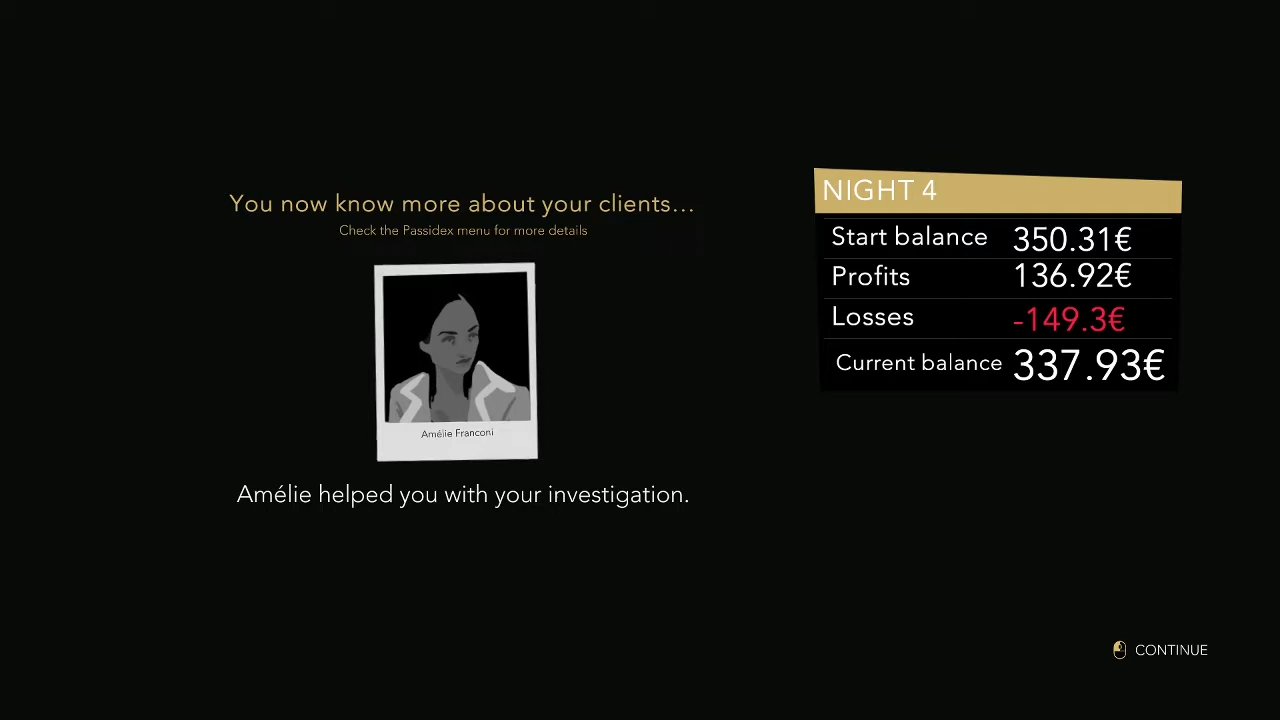 You now know more about your clients...
Check the Passidex menu for more details
Amélie Franconi
Amélie helped you with your investigation.
NIGHT 4
Start balance 350.31€
Profits 136.92€
Losses -149.3€
Current balance 337.93€
CONTINUE